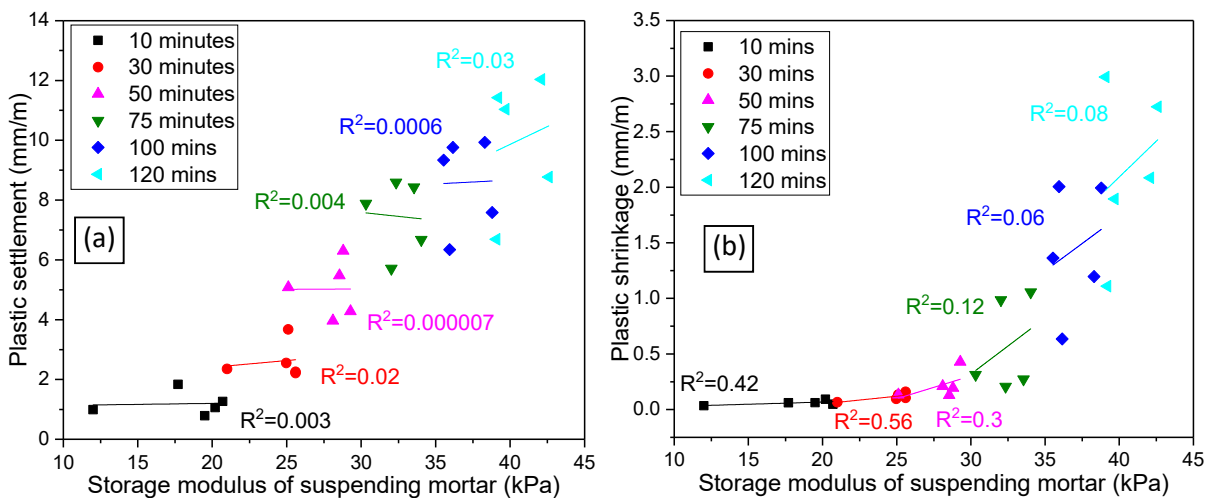 14
12
10
8
6
4
2
0
10 15 20 25 30 35 40 45
Plastic settlement (mm/m)
Storage modulus of suspending mortar (kPa)
10 minutes
30 minutes
50 minutes
75 minutes
100 mins
120 mins
(a)
R²=0.03
R²=0.0006
R²=0.004
R²=0.000007
R²=0.02
R²=0.003
3.5
3.0
2.5
2.0
1.5
1.0
0.5
0.0
10 15 20 25 30 35 40 45
Plastic shrinkage (mm/m)
Storage modulus of suspending mortar (kPa)
10 mins
30 mins
50 mins
75 mins
100 mins
120 mins
(b)
R²=0.08
R²=0.06
R²=0.12
R²=0.42
R²=0.56
R²=0.3